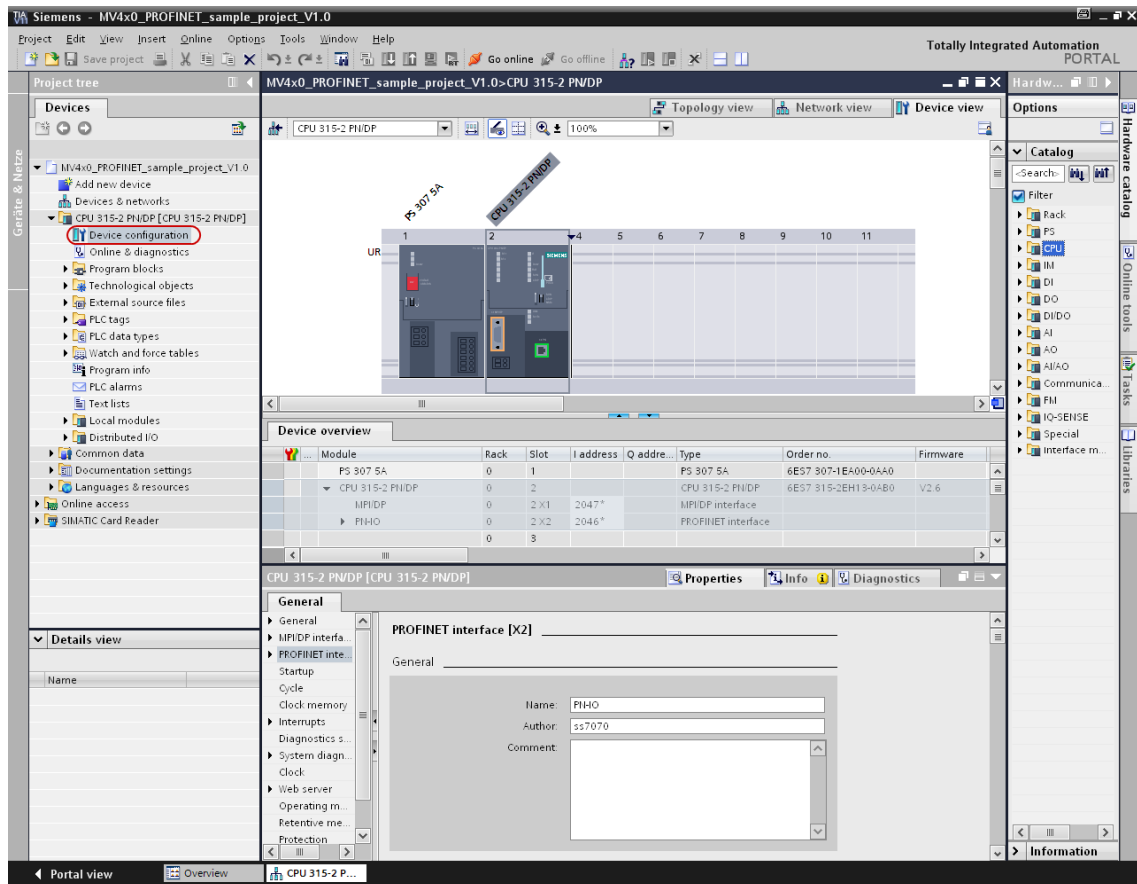 Siemens - MV4x0_PROFINET_sample_project_V1.0
Project Edit View Insert Online Options Tools Window Help
Totally Integrated Automation
PORTAL
Save project
Go online
Go offline
Project tree
MV4x0_PROFINET_sample_project_V1.0>CPU 315-2 PN/DP
Hardw...
Devices
Topology view
Network view
Device view
Options
CPU 315-2 PN/DP
100%
Geräte & Netze
MV4x0_PROFINET_sample_project_V1.0
Add new device
Devices & networks
CPU 315-2 PN/DP [CPU 315-2 PN/DP]
Device configuration
Online & diagnostics
Program blocks
Technological objects
External source files
PLC tags
PLC data types
Watch and force tables
Program info
PLC alarms
Text lists
Local modules
Distributed I/O
Common data
Documentation settings
Languages & resources
Online access
SIMATIC Card Reader
PS 307 5A
CPU 315-2 PN/DP
1 2 4 5 6 7 8 9 10 11
UR
SIEMENS
Catalog
<Search>
Filter
Rack
PS
CPU
IM
DI
DO
DI/DO
AI
AO
AI/AO
Communica...
FM
IQ-SENSE
Special
Interface m...
Hardware catalog
Online tools
Tasks
Libraries
Device overview
... Module Rack Slot I address Q addre... Type Order no. Firmware
PS 307 5A 0 1 PS 307 5A 6ES7 307-1EA00-0AA0
CPU 315-2 PN/DP 0 2 CPU 315-2 PN/DP 6ES7 315-2EH13-0AB0 V2.6
MPI/DP 0 2 X1 2047* MPI/DP interface
PN-IO 0 2 X2 2046* PROFINET interface
0 3
CPU 315-2 PN/DP [CPU 315-2 PN/DP]
Properties
Info
Diagnostics
General
General
MPI/DP interfa...
PROFINET inte...
Startup
Cycle
Clock memory
Interrupts
Diagnostics s...
System diagn...
Clock
Web server
Operating m...
Retentive me...
Protection
PROFINET interface [X2]
General
Name: PN-IO
Author: ss7070
Comment:
Details view
Name
Information
Portal view
Overview
CPU 315-2 P...